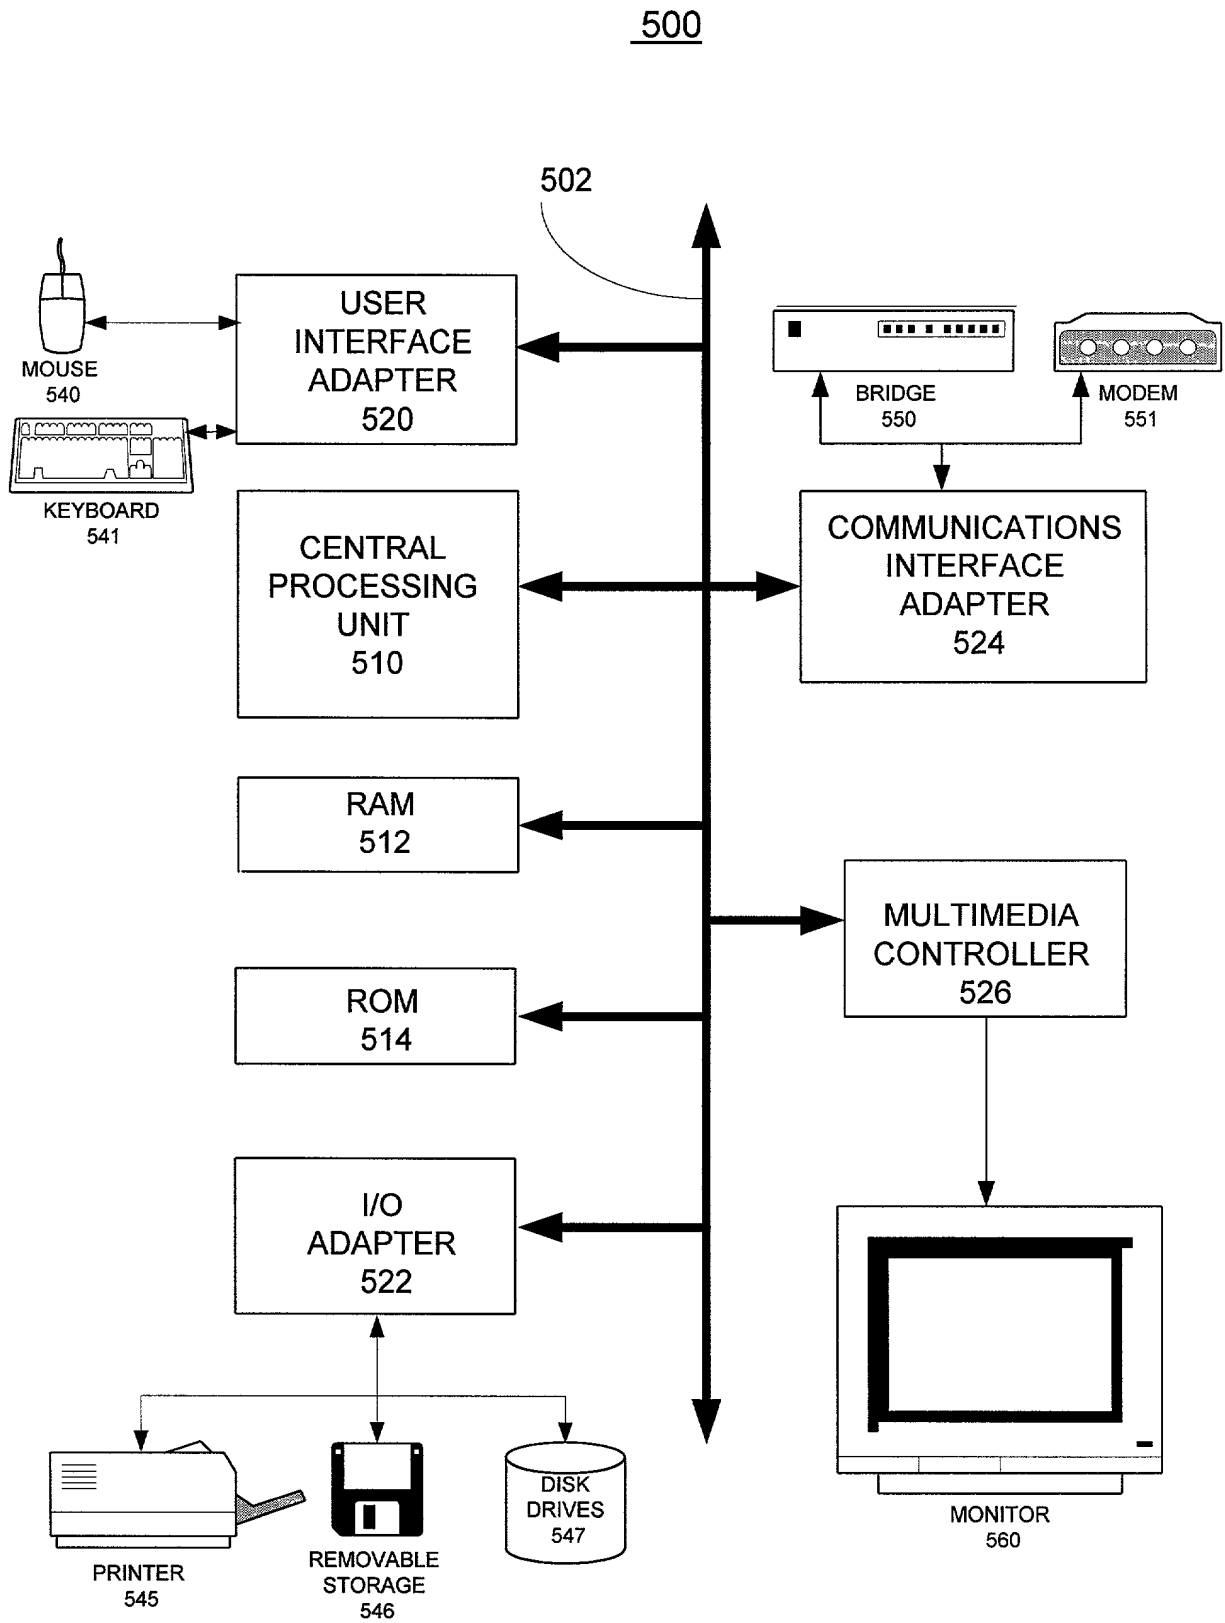 500
502
USER
INTERFACE
ADAPTER
520
MOUSE
540
KEYBOARD
541
BRIDGE
550
MODEM
551
CENTRAL
PROCESSING
UNIT
510
COMMUNICATIONS
INTERFACE
ADAPTER
524
RAM
512
MULTIMEDIA
CONTROLLER
526
ROM
514
I/O
ADAPTER
522
PRINTER
545
REMOVABLE
STORAGE
546
DISK
DRIVES
547
MONITOR
560